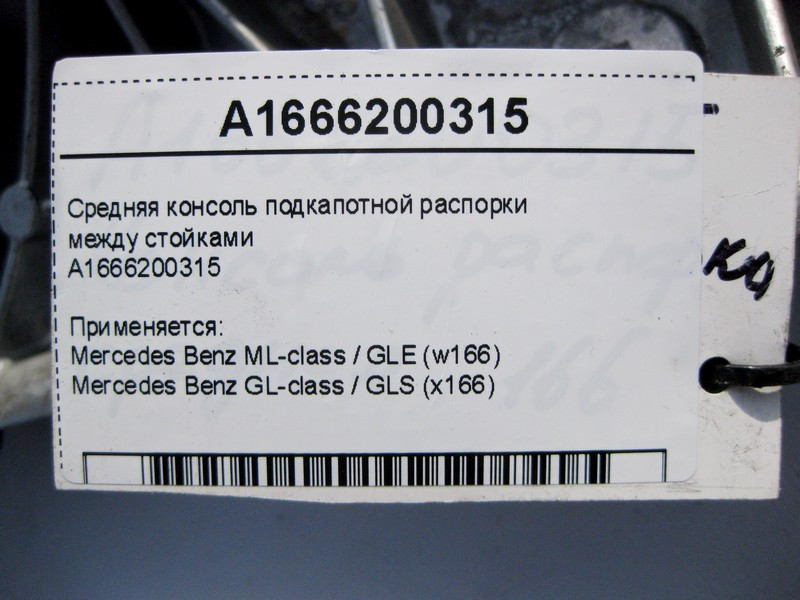 A1666200315
Средняя консоль подкапотной распорки
между стойками
A1666200315
Применяется:
Mercedes Benz ML-class / GLE (w166)
Mercedes Benz GL-class / GLS (x166)